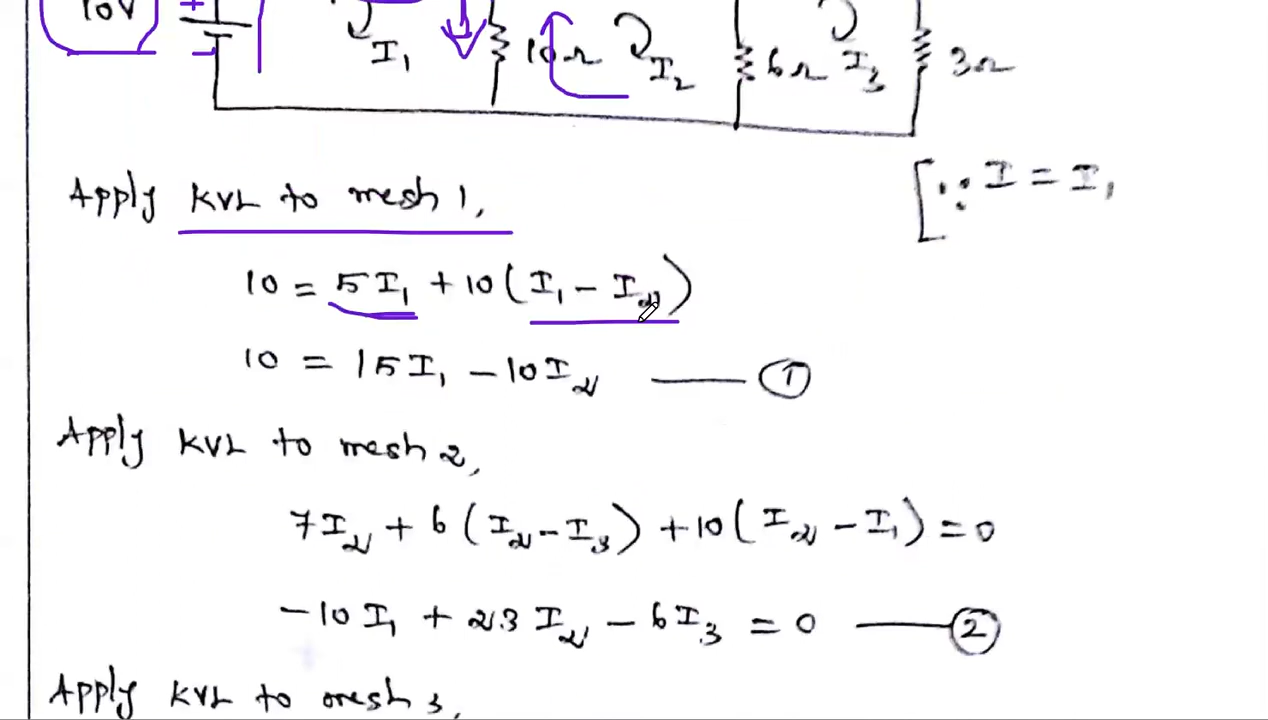 10V + 
-
I₁ 10Ω I₂ 6Ω I₃ 3Ω
Apply KVL to mesh 1,
[∵ I = I₁
10 = 5I₁ + 10(I₁ - I₂)
10 = 15I₁ - 10I₂ —— ①
Apply KVL to mesh 2,
7I₂ + 6(I₂ - I₃) + 10(I₂ - I₁) = 0
-10I₁ + 23I₂ - 6I₃ = 0 —— ②
Apply KVL to mesh 3,